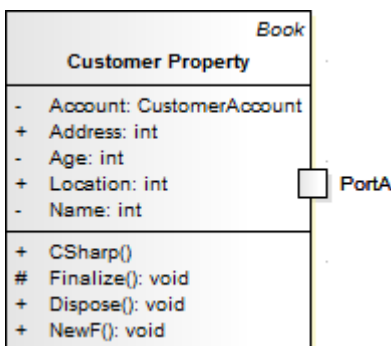 Book
Customer Property
- Account: CustomerAccount
+ Address: int
- Age: int
+ Location: int
- Name: int
PortA
+ CSharp()
# Finalize(): void
+ Dispose(): void
+ NewF(): void